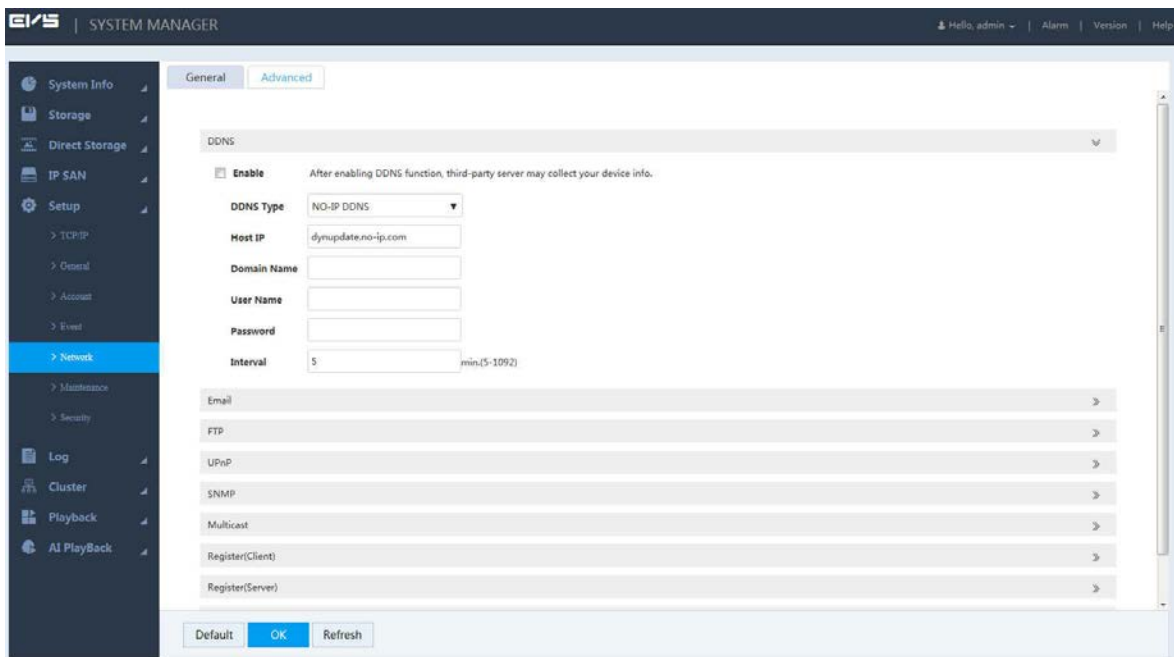 EVS | SYSTEM MANAGER
Hello, admin | Alarm | Version | Help
System Info
Storage
Direct Storage
IP SAN
Setup
> TCP/IP
> General
> Account
> Event
> Network
> Maintenance
> Security
Log
Cluster
Playback
AI PlayBack
General Advanced
DDNS
Enable After enabling DDNS function, third-party server may collect your device info.
DDNS Type NO-IP DDNS
Host IP dynupdate.no-ip.com
Domain Name
User Name
Password
Interval 5 min.(5-1092)
Email
FTP
UPnP
SNMP
Multicast
Register(Client)
Register(Server)
Default OK Refresh